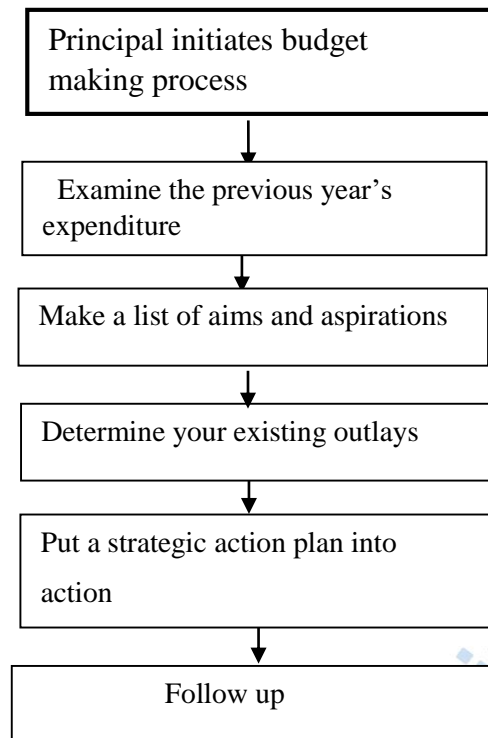 Principal initiates budget
making process
Examine the previous year’s
expenditure
Make a list of aims and aspirations
Determine your existing outlays
Put a strategic action plan into
action
Follow up